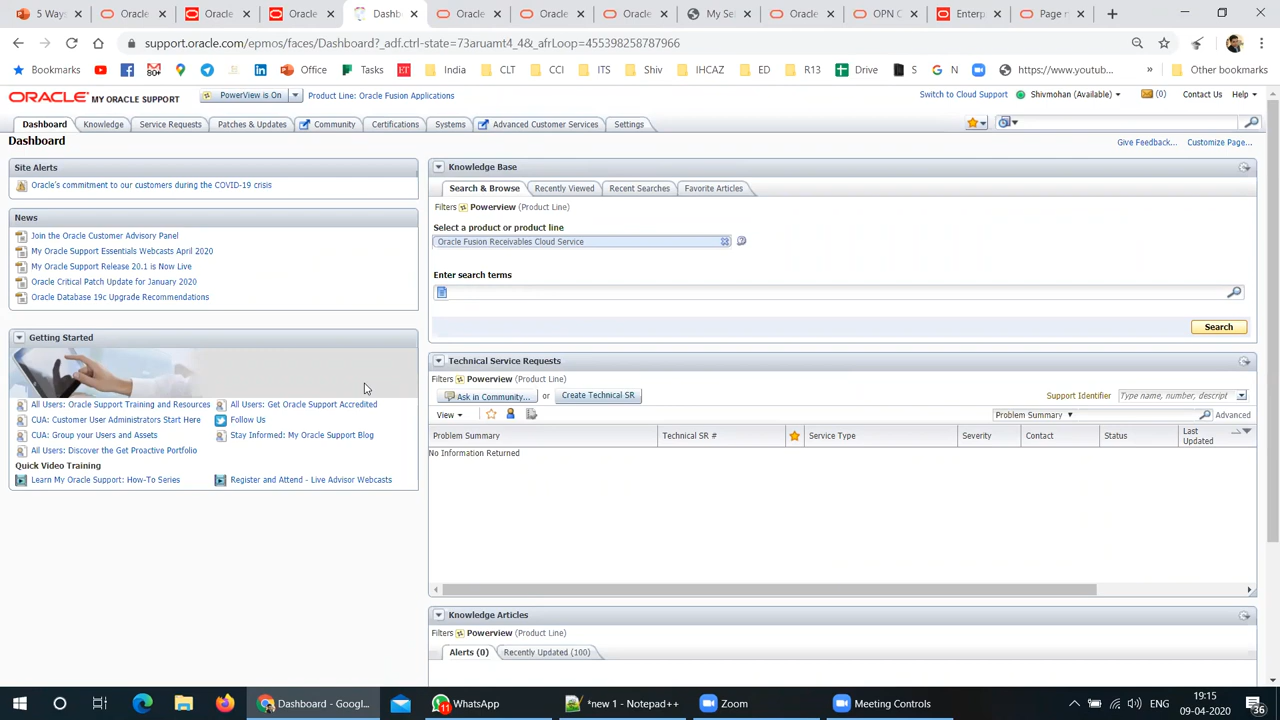 5 Ways
Oracle
Oracle
Oracle
Dashb
Oracle
Oracle
Oracle
My Se
Oracle
OPN C
Enterp
Page n
support.oracle.com/epmos/faces/Dashboard?_adf.ctrl-state=73aruamt4_4&_afrLoop=455398258787966
Bookmarks
M
80+
Office
Tasks
ET
India
CLT
CCI
ITS
Shiv
IHCAZ
ED
R13
Drive
S
G N
https://www.youtub...
Other bookmarks
ORACLE MY ORACLE SUPPORT
PowerView is On
Product Line: Oracle Fusion Applications
Switch to Cloud Support
Shivmohan (Available)
(0)
Contact Us
Help
Dashboard
Knowledge
Service Requests
Patches & Updates
Community
Certifications
Systems
Advanced Customer Services
Settings
Dashboard
Give Feedback...
Customize Page...
Site Alerts
Oracle's commitment to our customers during the COVID-19 crisis
News
Join the Oracle Customer Advisory Panel
My Oracle Support Essentials Webcasts April 2020
My Oracle Support Release 20.1 is Now Live
Oracle Critical Patch Update for January 2020
Oracle Database 19c Upgrade Recommendations
Getting Started
All Users: Oracle Support Training and Resources
All Users: Get Oracle Support Accredited
CUA: Customer User Administrators Start Here
Follow Us
CUA: Group your Users and Assets
Stay Informed: My Oracle Support Blog
All Users: Discover the Get Proactive Portfolio
Quick Video Training
Learn My Oracle Support: How-To Series
Register and Attend - Live Advisor Webcasts
Knowledge Base
Search & Browse
Recently Viewed
Recent Searches
Favorite Articles
Filters Powerview (Product Line)
Select a product or product line
Oracle Fusion Receivables Cloud Service
Enter search terms
Search
Technical Service Requests
Filters Powerview (Product Line)
Ask in Community... or Create Technical SR
Support Identifier
Type name, number, descript
View
Problem Summary
Advanced
Problem Summary
Technical SR #
Service Type
Severity
Contact
Status
Last Updated
No Information Returned
Knowledge Articles
Filters Powerview (Product Line)
Alerts (0)
Recently Updated (100)
Dashboard - Googl...
WhatsApp
11
*new 1 - Notepad++
Zoom
Meeting Controls
ENG
19:15
09-04-2020
36